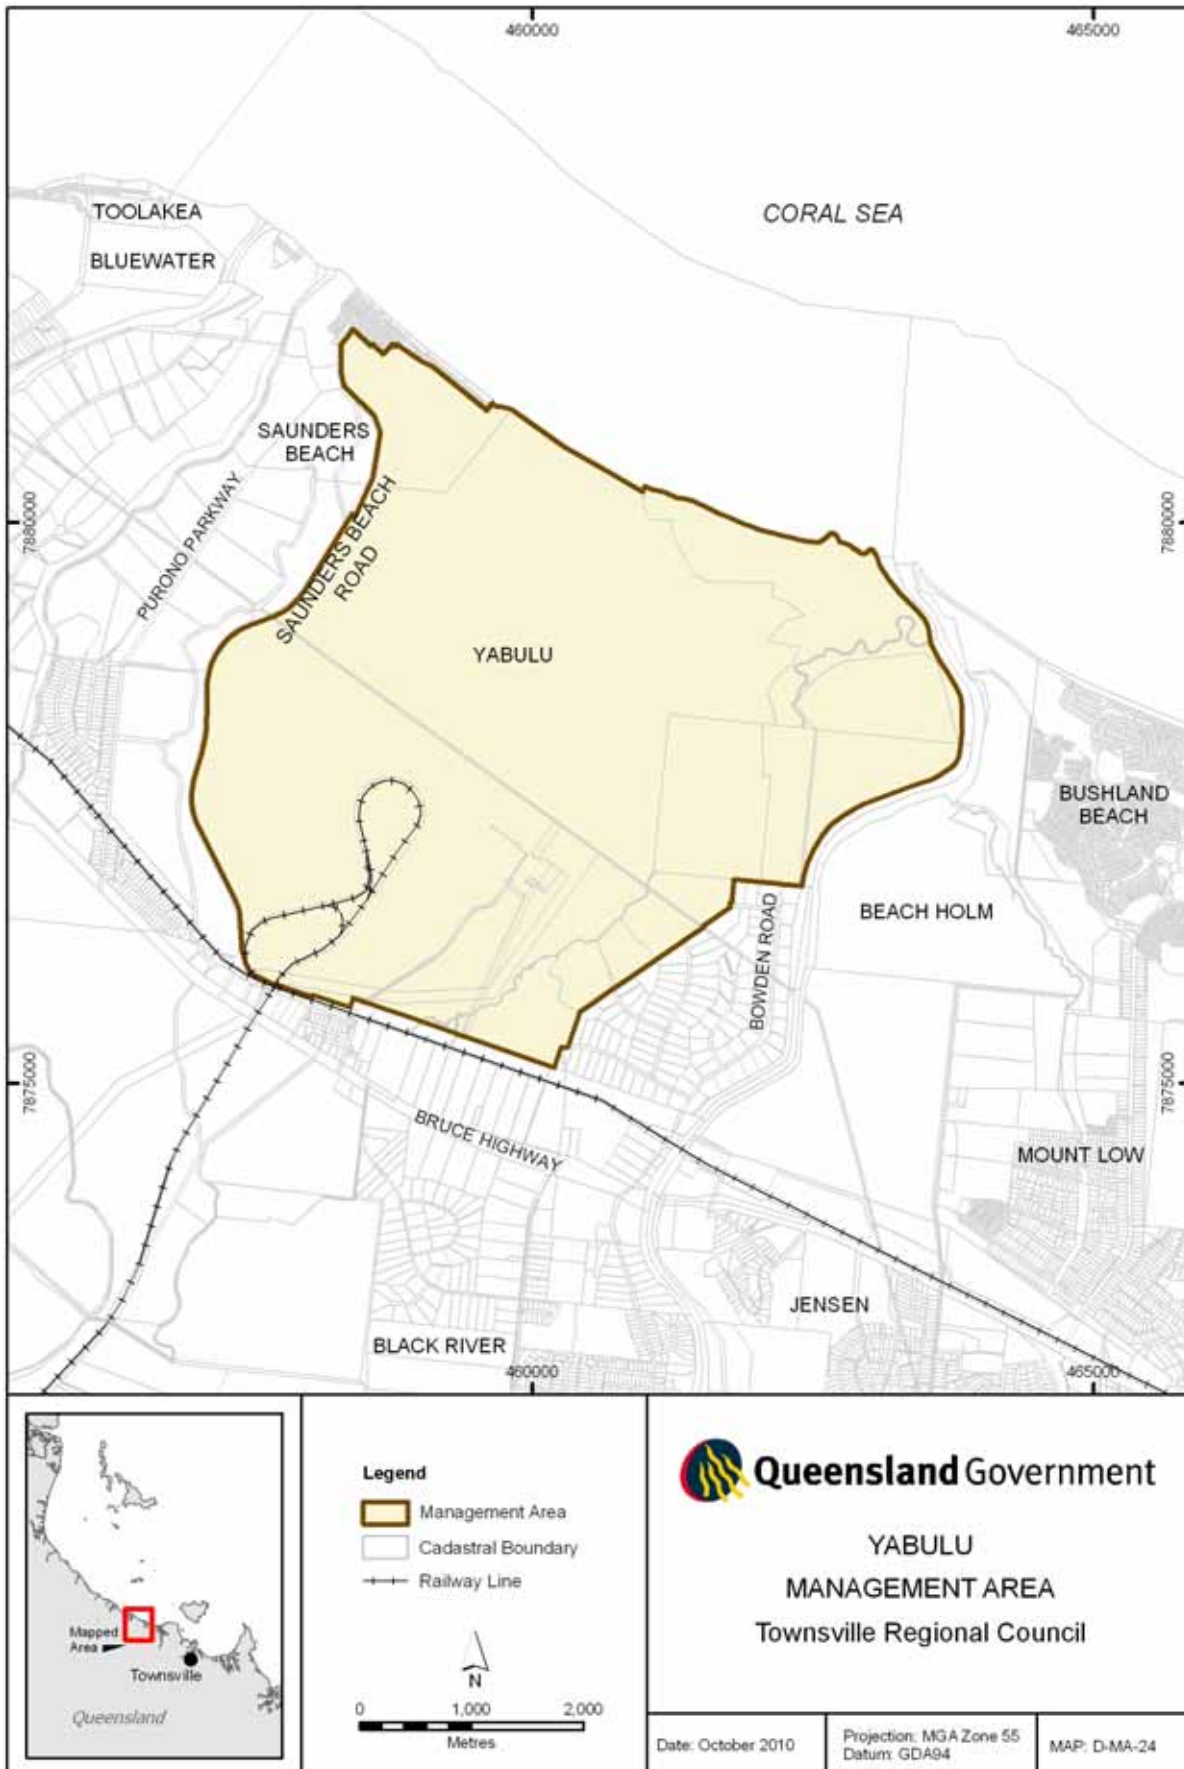 460000
465000
CORAL SEA
TOOLAKEA
BLUEWATER
SAUNDERS
BEACH
PURONO PARKWAY
SAUNDERS BEACH
ROAD
7880000
7880000
YABULU
BUSHLAND
BEACH
BEACH HOLM
BOWDEN ROAD
7875000
7875000
BRUCE HIGHWAY
MOUNT LOW
JENSEN
BLACK RIVER
460000
465000
Mapped
Area
Townsville
Queensland
Legend
Management Area
Cadastral Boundary
Railway Line
N
0 1,000 2,000
Metres
Queensland Government
YABULU
MANAGEMENT AREA
Townsville Regional Council
Date: October 2010
Projection: MGA Zone 55
Datum: GDA94
MAP: D-MA-24